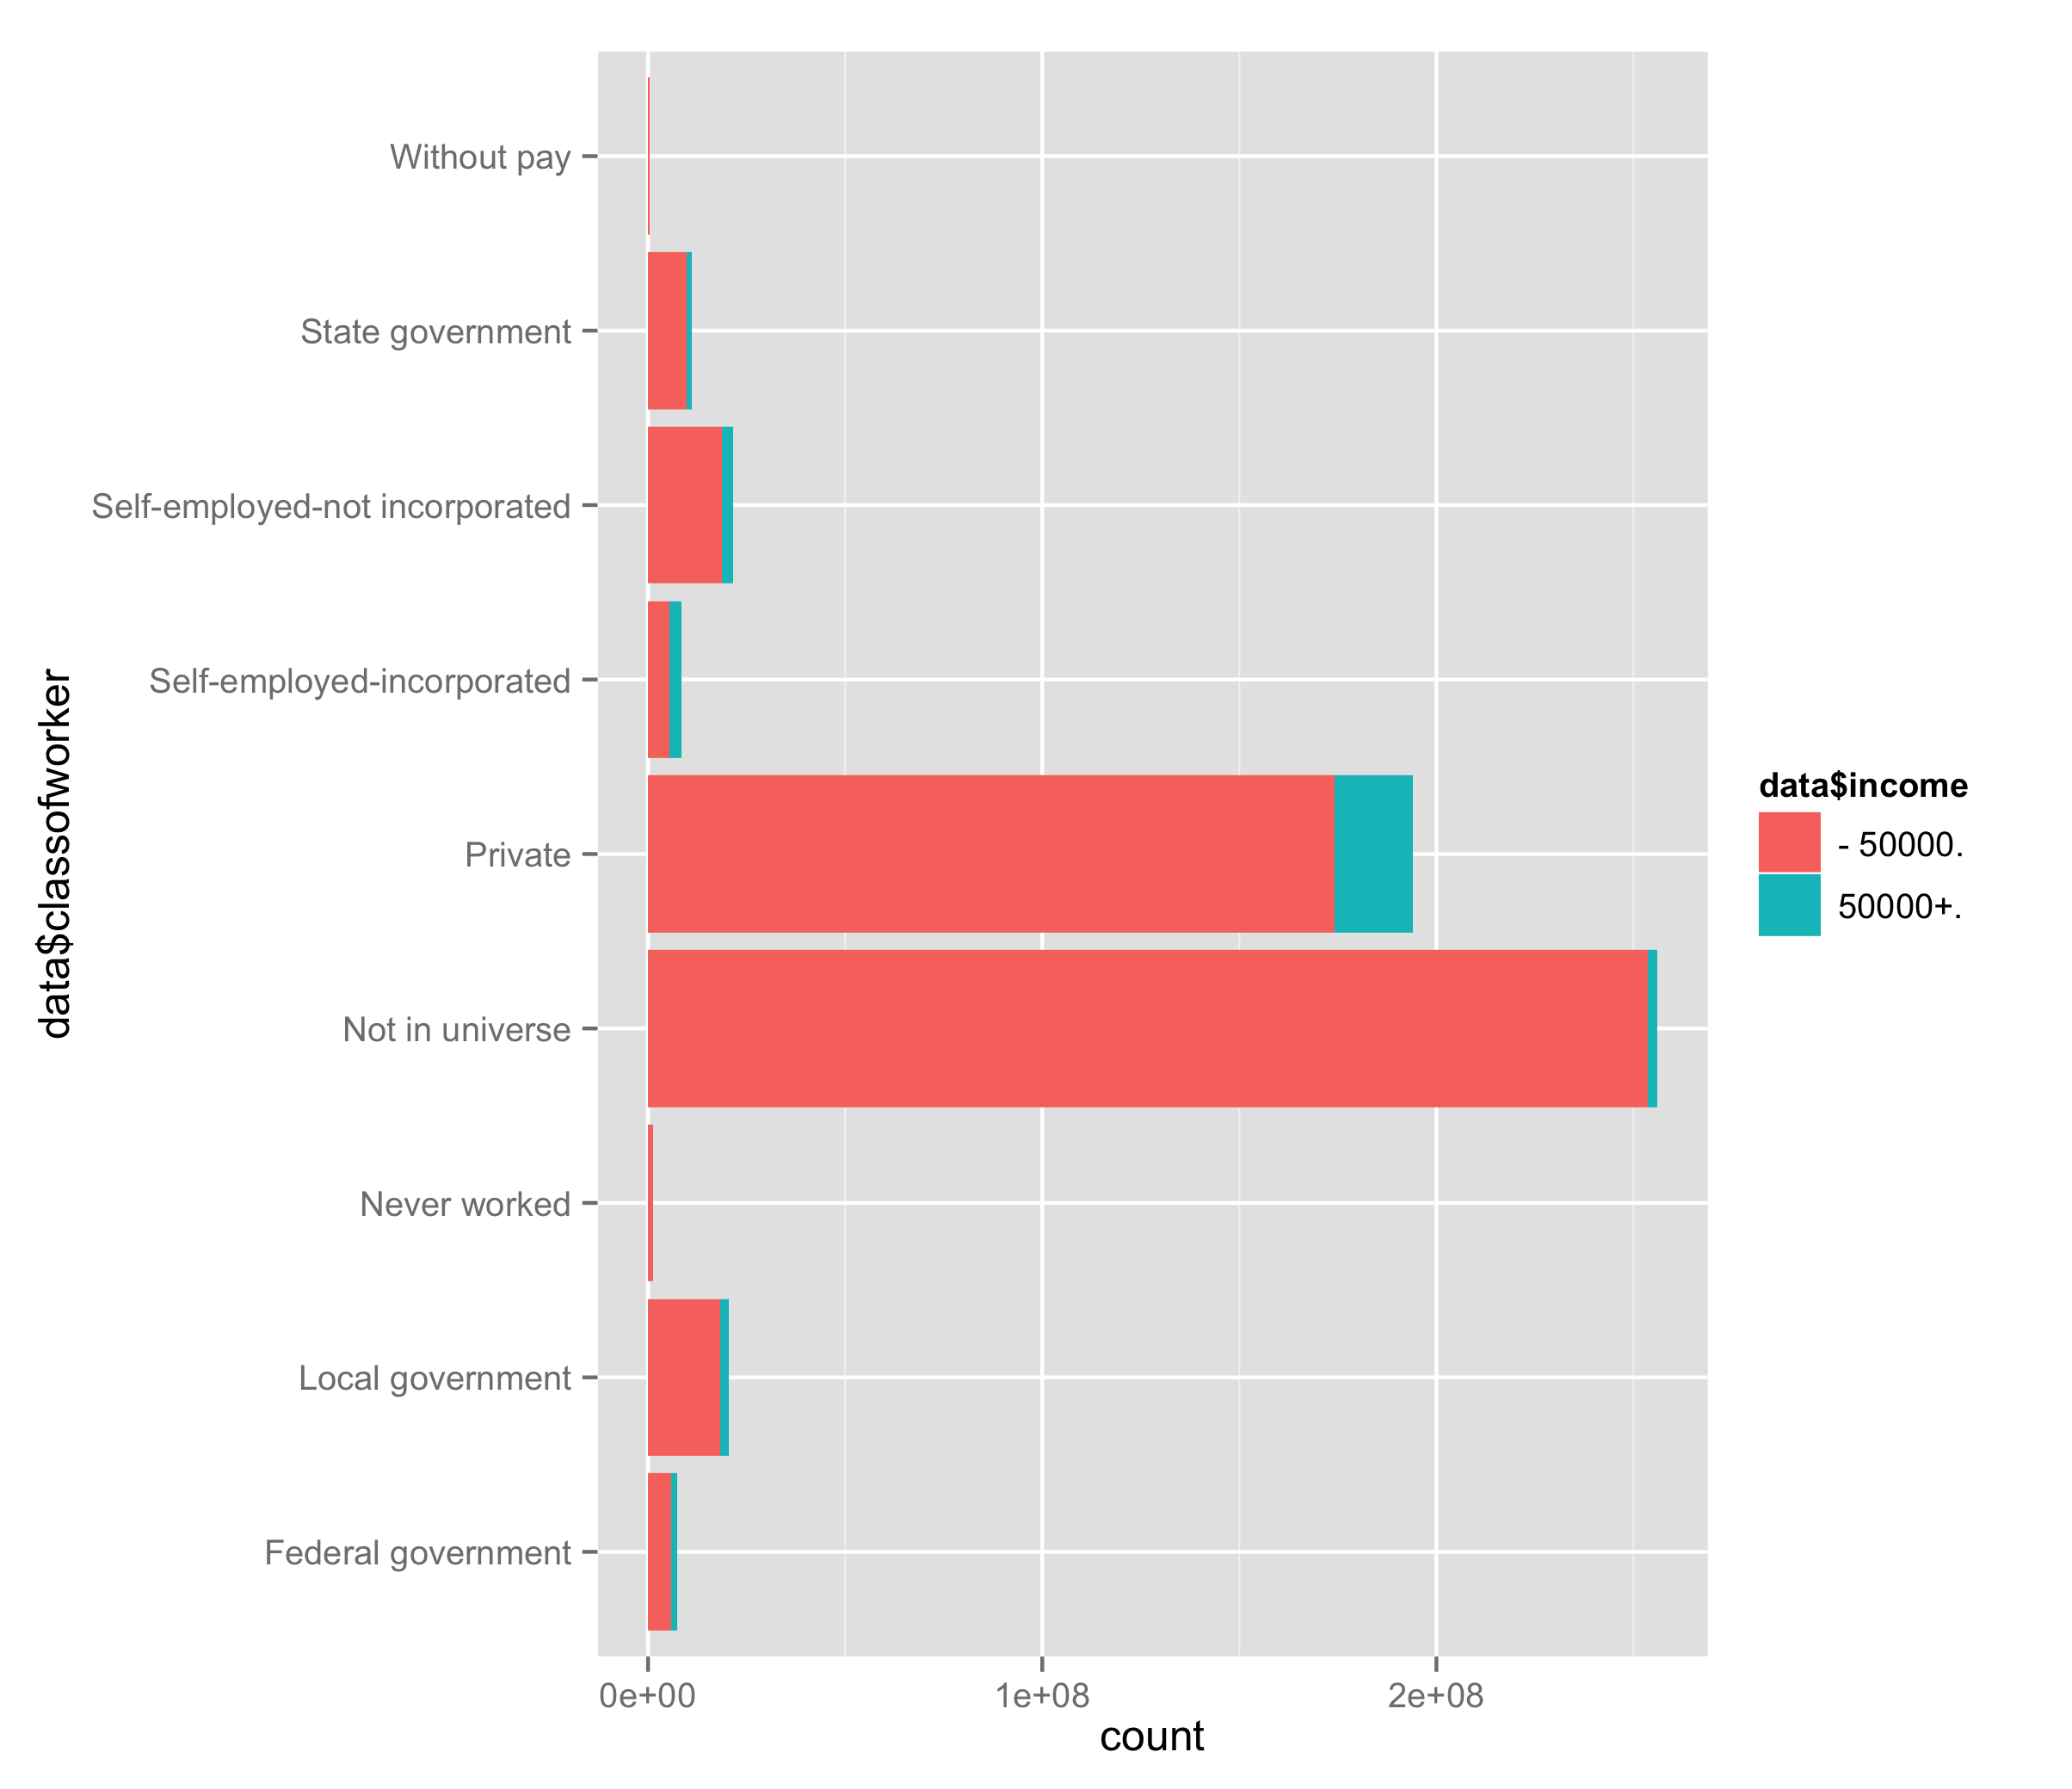 data$classofworker
Without pay
State government
Self-employed-not incorporated
Self-employed-incorporated
Private
Not in universe
Never worked
Local government
Federal government
0e+00
1e+08
2e+08
count
data$income
- 50000.
50000+.